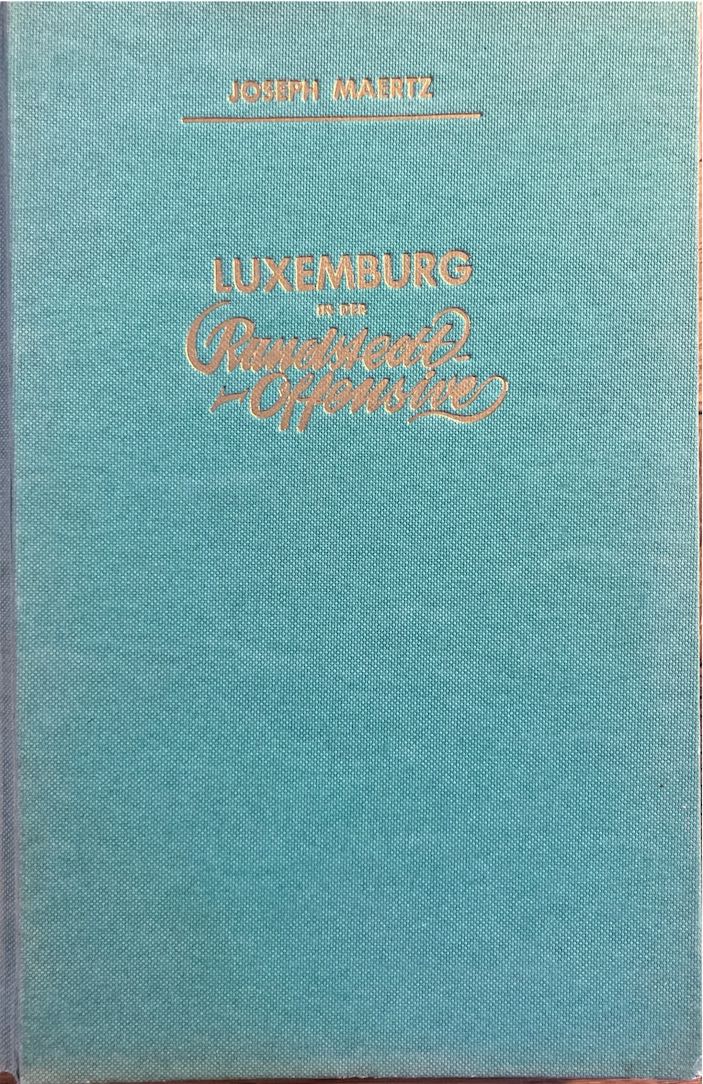 JOSEPH MAERTZ
LUXEMBURG
IN DER
Rundstedt
-Offensive